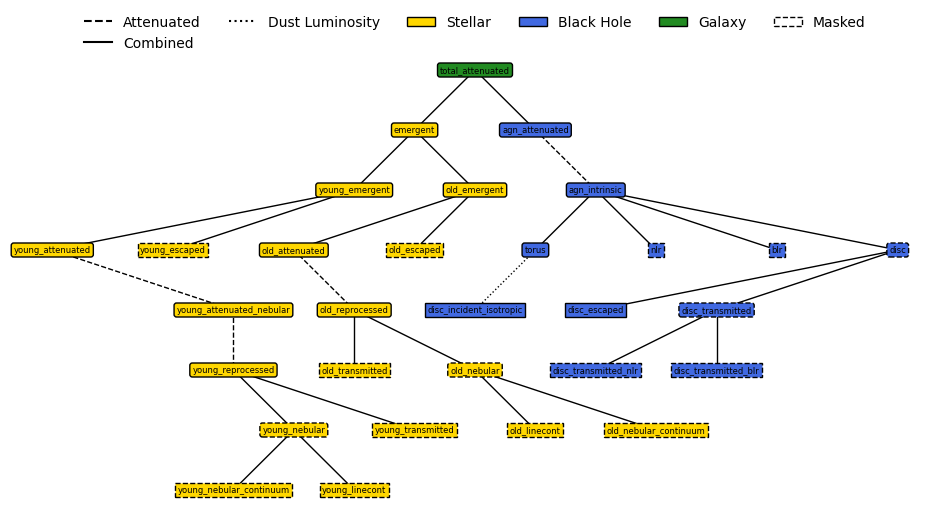 Attenuated Dust Luminosity Stellar Black Hole Galaxy Masked
Combined
total_attenuated
emergent agn_attenuated
young_emergent old_emergent agn_intrinsic
young_attenuated young_escaped old_attenuated old_escaped torus nlr blr disc
young_attenuated_nebular old_reprocessed disc_incident_isotropic disc_escaped disc_transmitted
young_reprocessed old_transmitted old_nebular disc_transmitted_nlr disc_transmitted_blr
young_nebular young_transmitted old_linecont old_nebular_continuum
young_nebular_continuum young_linecont